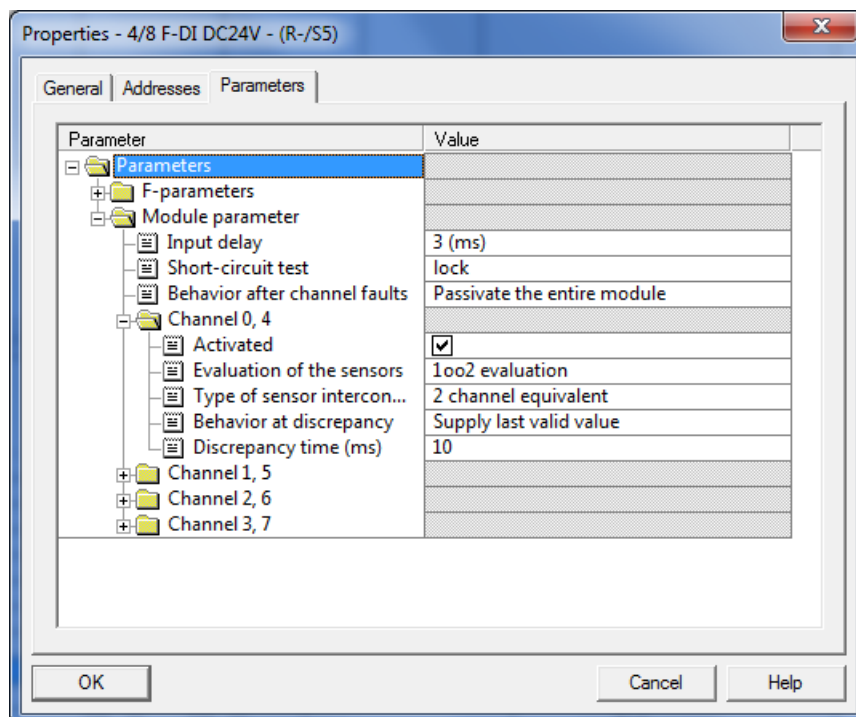 Properties - 4/8 F-DI DC24V - (R-/S5)
General Addresses Parameters
Parameter Value
Parameters
F-parameters
Module parameter
Input delay 3 (ms)
Short-circuit test lock
Behavior after channel faults Passivate the entire module
Channel 0, 4
Activated
Evaluation of the sensors 1oo2 evaluation
Type of sensor intercon... 2 channel equivalent
Behavior at discrepancy Supply last valid value
Discrepancy time (ms) 10
Channel 1, 5
Channel 2, 6
Channel 3, 7
OK Cancel Help